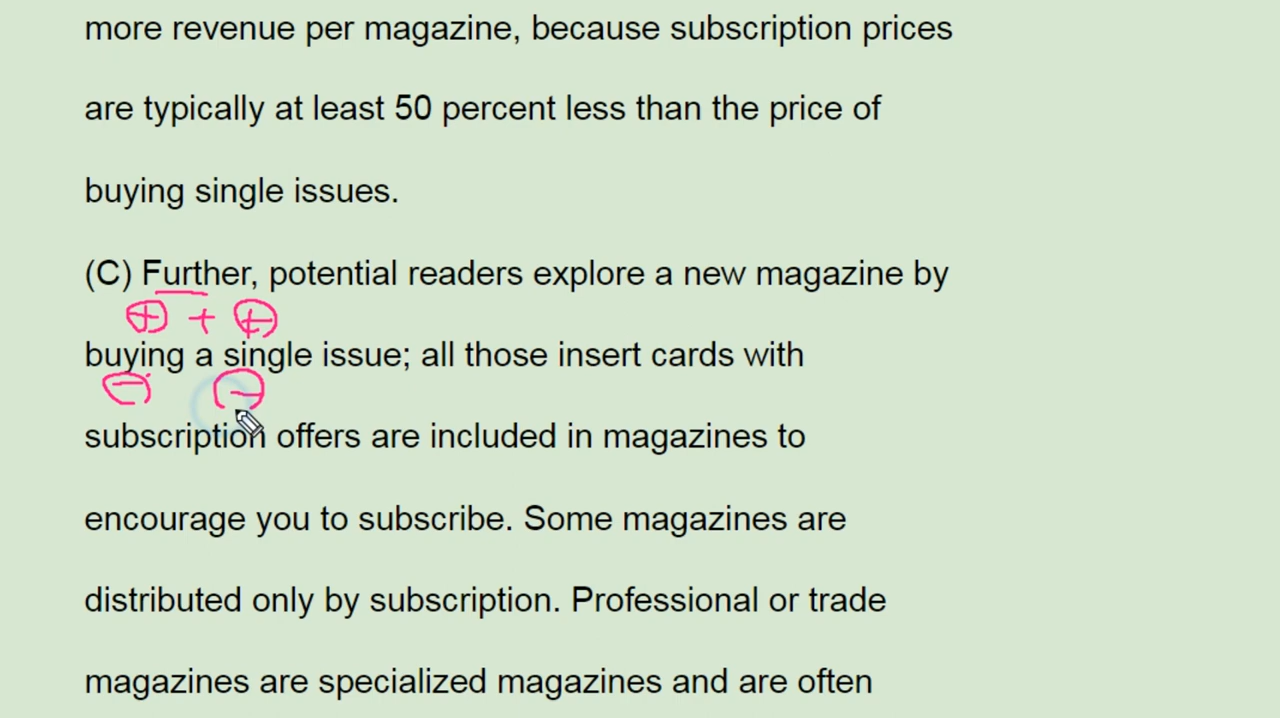 more revenue per magazine, because subscription prices
are typically at least 50 percent less than the price of
buying single issues.
(C) Further, potential readers explore a new magazine by
⊕ + ⊕
buying a single issue; all those insert cards with
⊖ ⊖
subscription offers are included in magazines to
encourage you to subscribe. Some magazines are
distributed only by subscription. Professional or trade
magazines are specialized magazines and are often